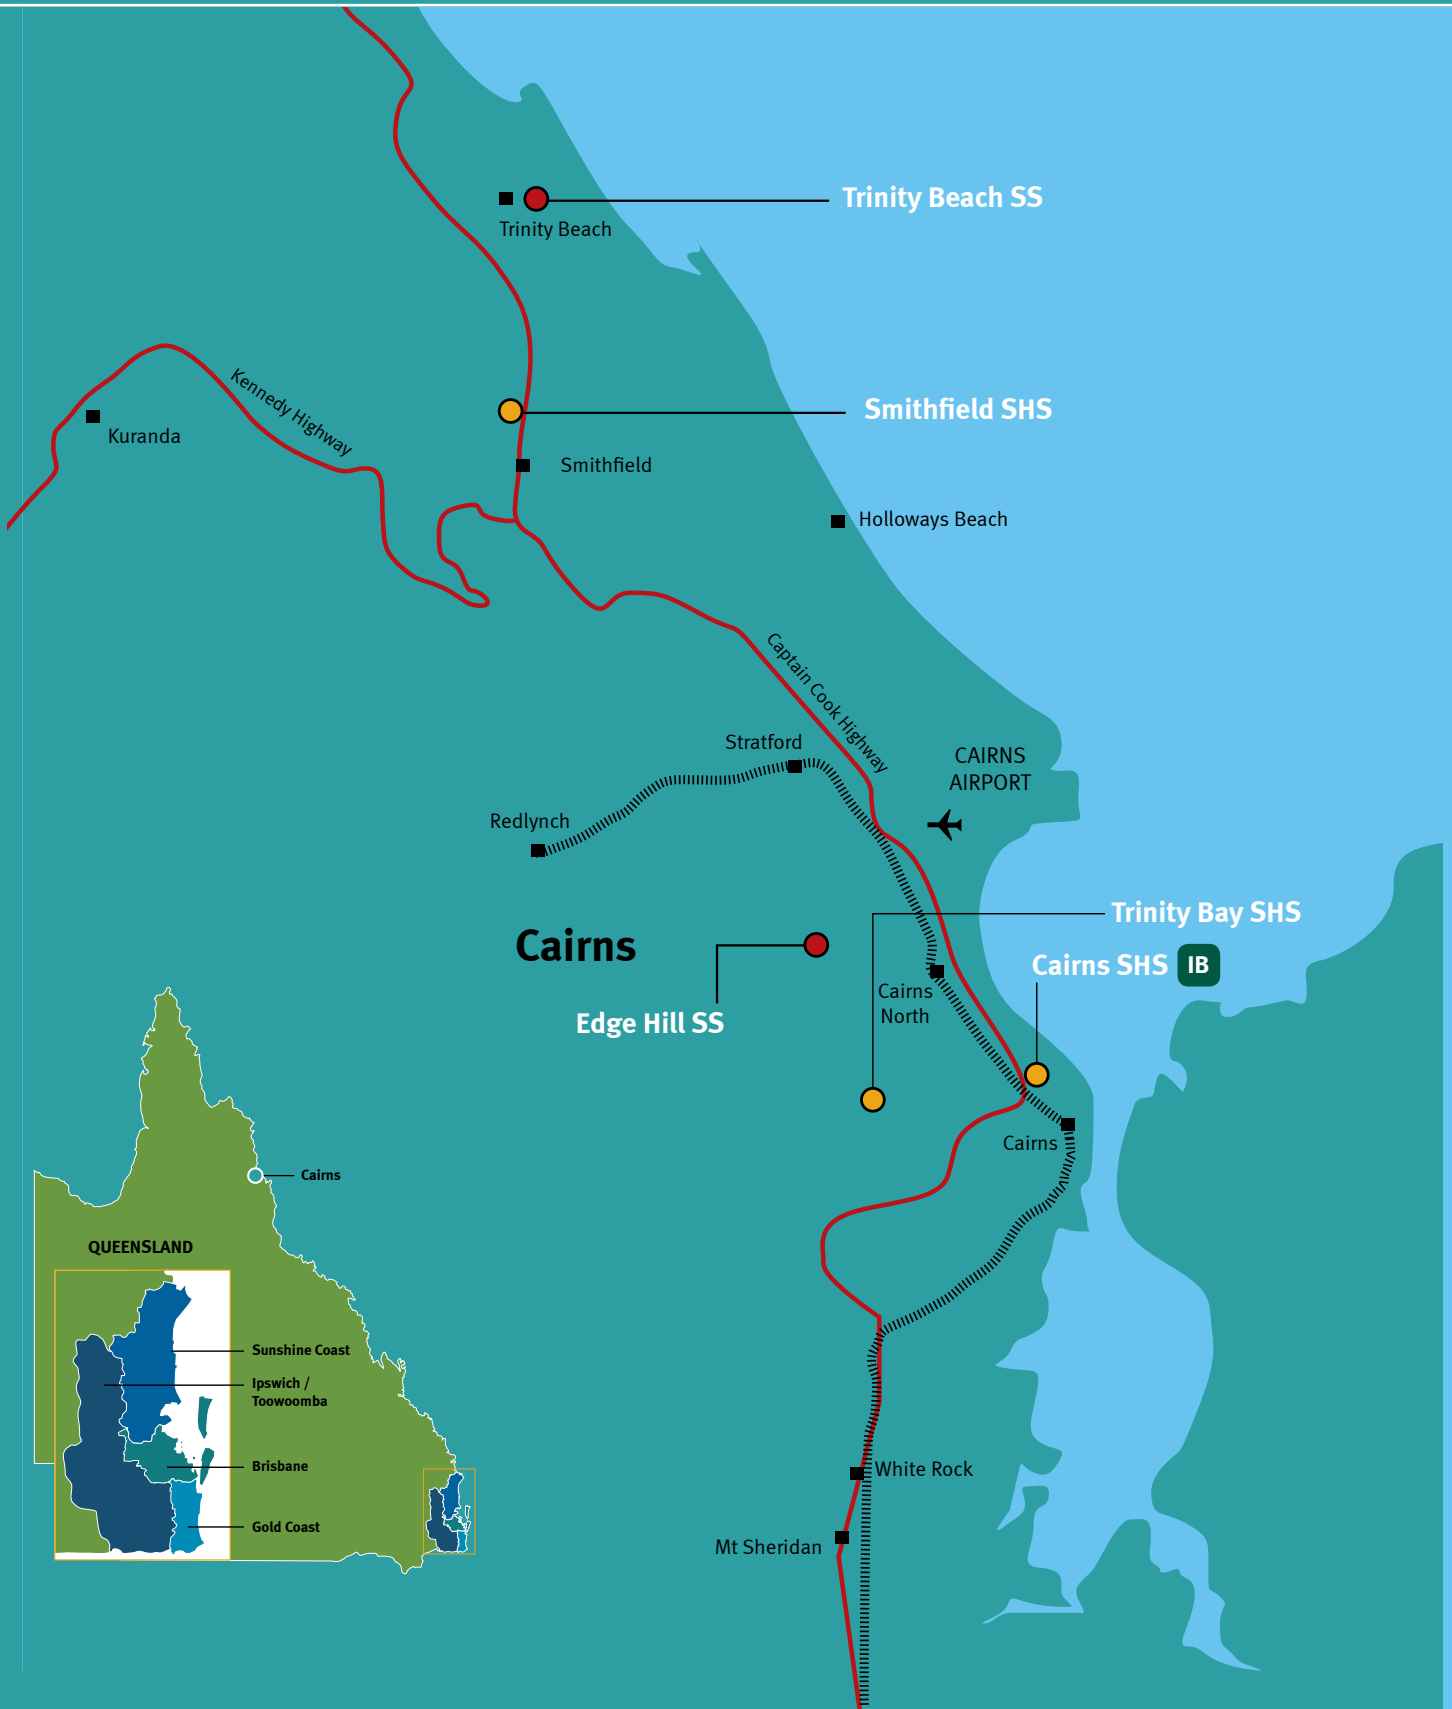 Trinity Beach SS
Trinity Beach
Kennedy Highway
Smithfield SHS
Kuranda
Smithfield
Holloways Beach
Captain Cook Highway
Stratford
CAIRNS
AIRPORT
Redlynch
Trinity Bay SHS
Cairns
Cairns SHS IB
Cairns
North
Edge Hill SS
Cairns
Cairns
QUEENSLAND
Sunshine Coast
Ipswich /
Toowoomba
Brisbane
White Rock
Gold Coast
Mt Sheridan